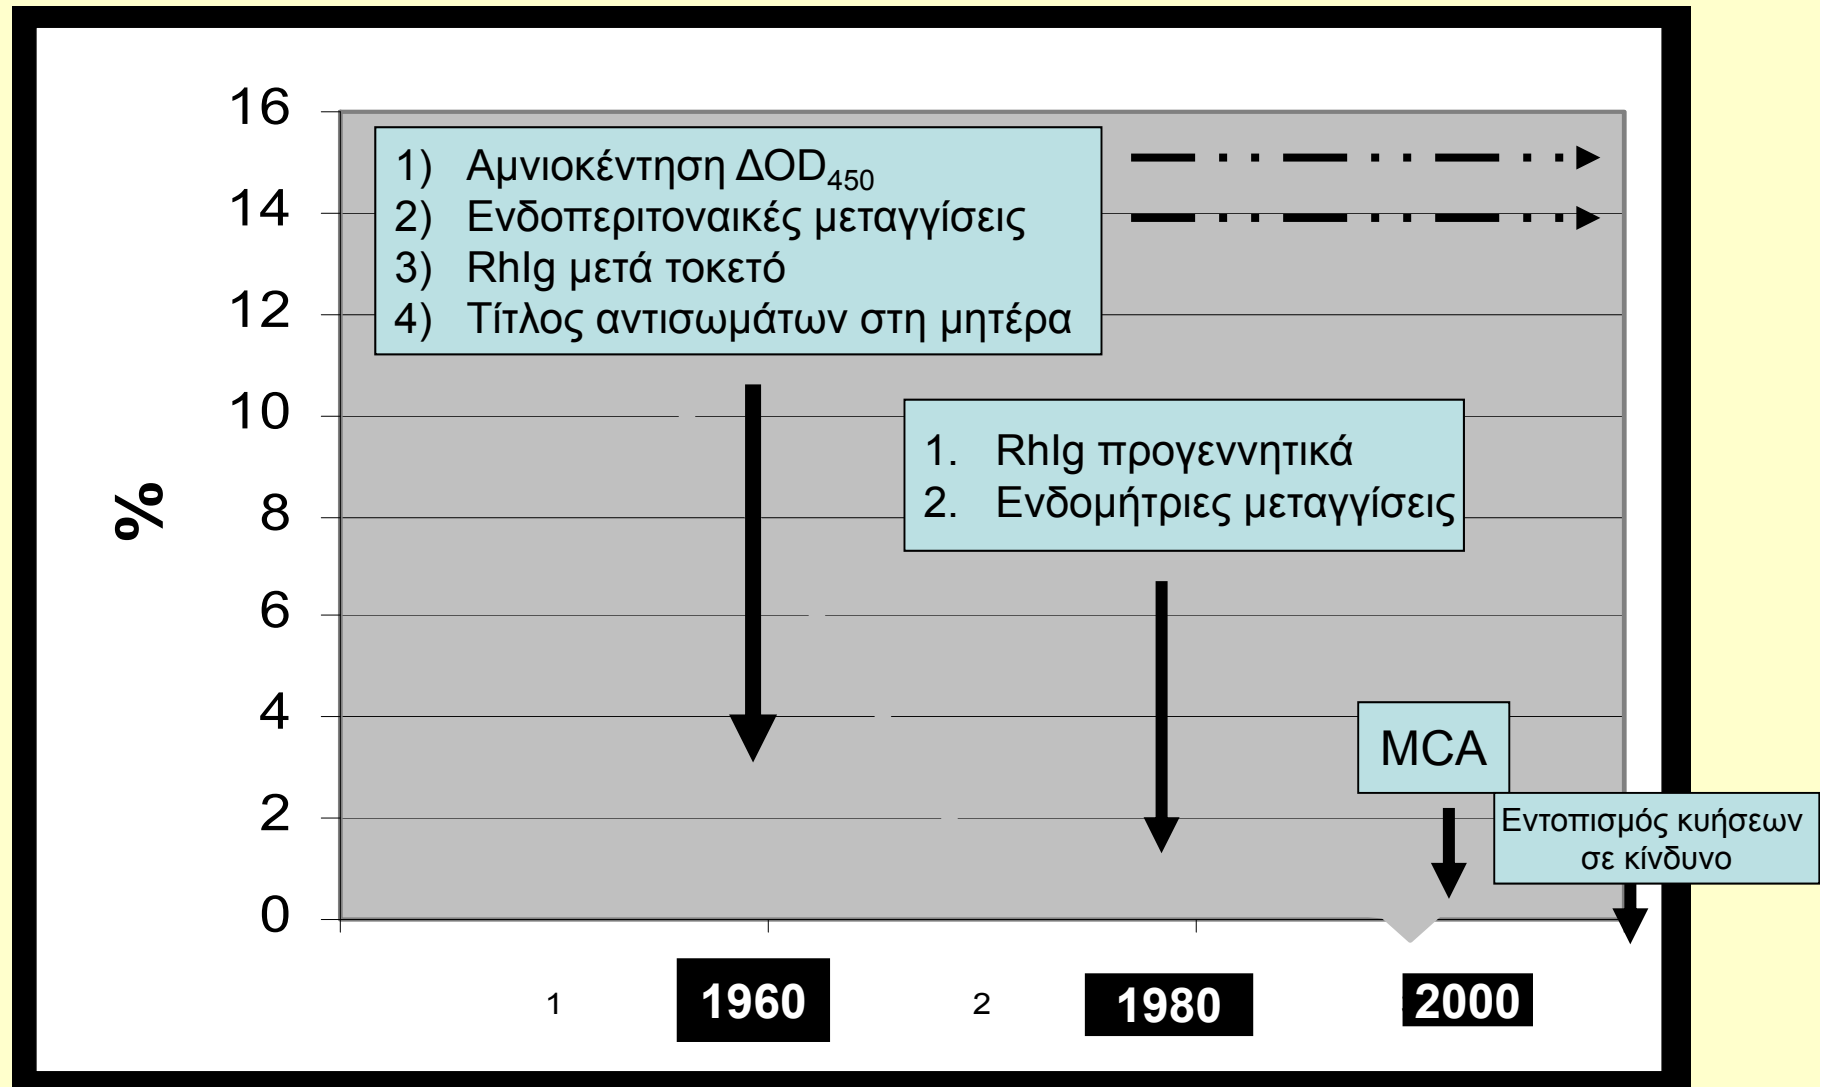 16
14
12
10
8
6
4
2
0
%
1) Αμνιοκέντηση ΔOD₄₅₀
2) Ενδοπεριτοναικές μεταγγίσεις
3) RhIg μετά τοκετό
4) Τίτλος αντισωμάτων στη μητέρα
1. RhIg προγεννητικά
2. Ενδομήτριες μεταγγίσεις
MCA
Εντοπισμός κυήσεων
σε κίνδυνο
1 1960 2 1980 2000